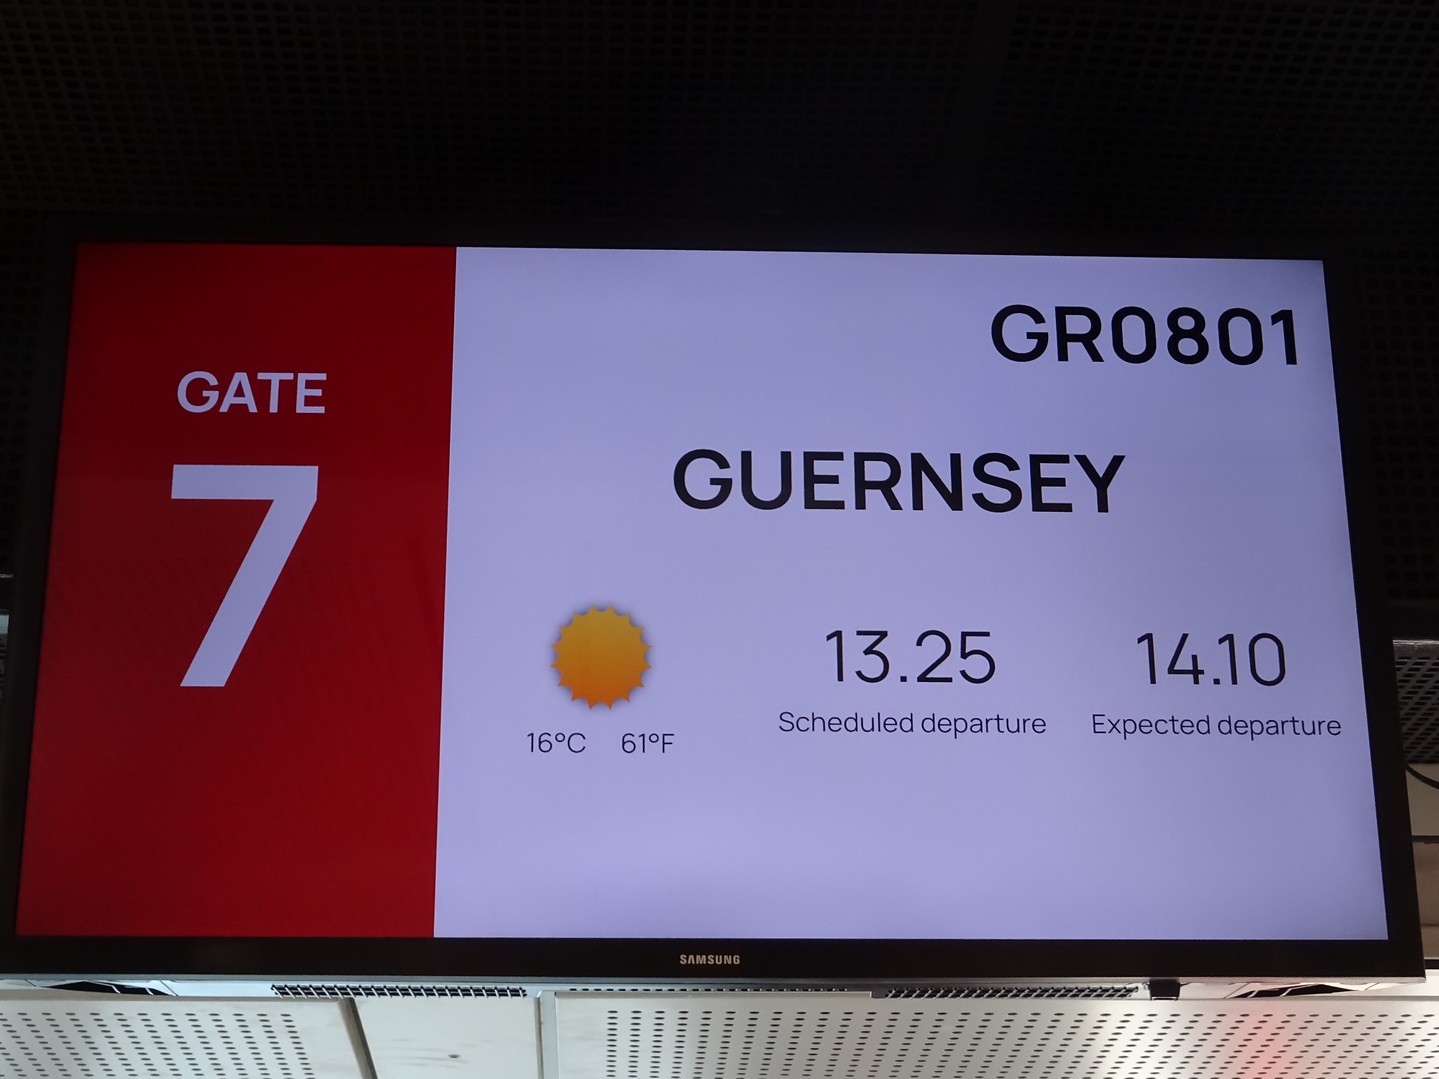 GATE
7
GR0801
GUERNSEY
16°C 61°F
13.25
Scheduled departure
14.10
Expected departure
SAMSUNG